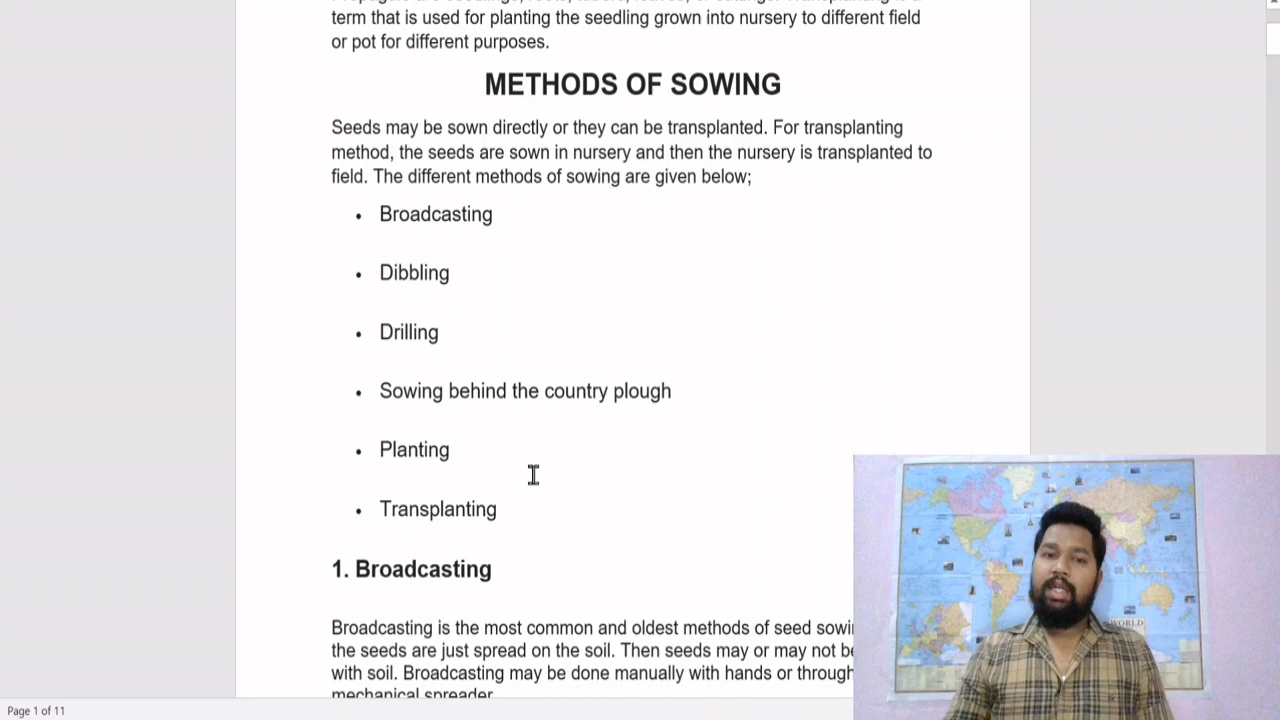 term that is used for planting the seedling grown into nursery to different field
or pot for different purposes.
METHODS OF SOWING
Seeds may be sown directly or they can be transplanted. For transplanting
method, the seeds are sown in nursery and then the nursery is transplanted to
field. The different methods of sowing are given below;
• Broadcasting
• Dibbling
• Drilling
• Sowing behind the country plough
• Planting
• Transplanting
1. Broadcasting
Broadcasting is the most common and oldest methods of seed
the seeds are just spread on the soil. Then seeds may or may not
with soil. Broadcasting may be done manually with hands or through
mechanical spreader
WORLD
Page 1 of 11